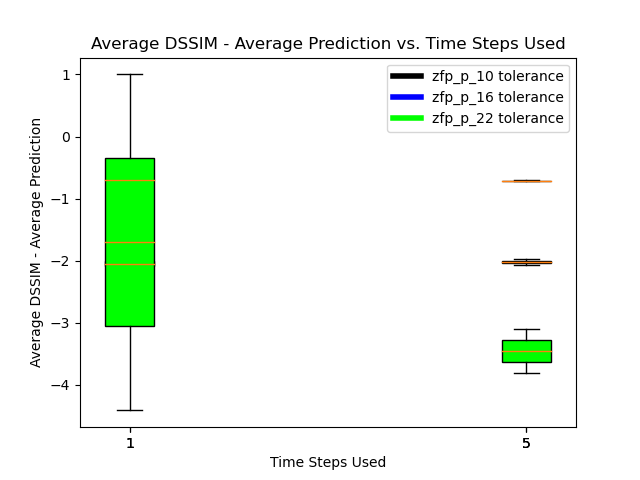 Average DSSIM - Average Prediction vs. Time Steps Used
zfp_p_10 tolerance
zfp_p_16 tolerance
zfp_p_22 tolerance
Average DSSIM - Average Prediction
1
0
−1
−2
−3
−4
1
5
Time Steps Used